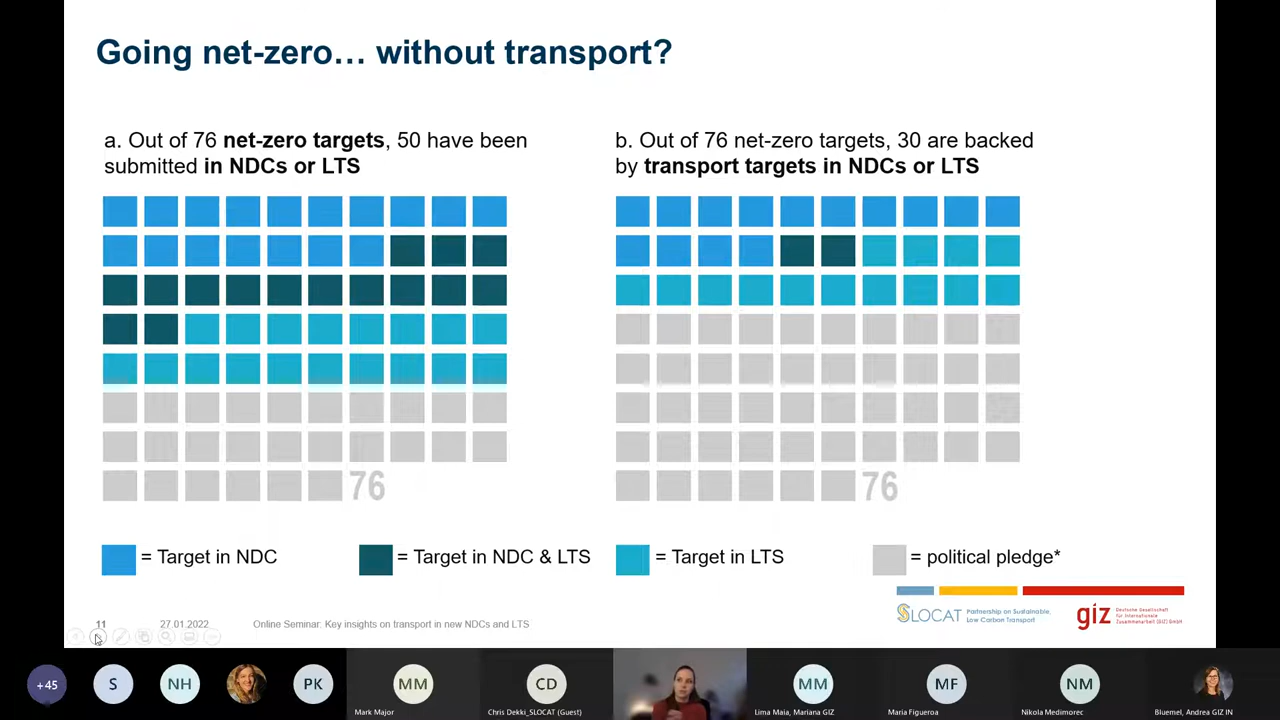 Going net-zero… without transport?
a. Out of 76 net-zero targets, 50 have been
submitted in NDCs or LTS
b. Out of 76 net-zero targets, 30 are backed
by transport targets in NDCs or LTS
76
76
= Target in NDC
= Target in NDC & LTS
= Target in LTS
= political pledge*
SLOCAT
Partnership on Sustainable,
Low Carbon Transport
giz
Deutsche Gesellschaft
für Internationale
Zusammenarbeit (GIZ) GmbH
11
27.01.2022
Online Seminar: Key insights on transport in new NDCs and LTS
+45
S
NH
PK
MM
Mark Major
CD
Chris Dekki_SLOCAT (Guest)
MM
Lima Maia, Mariana GIZ
MF
Maria Figueroa
NM
Nikola Medimorec
Bluemel, Andrea GIZ IN